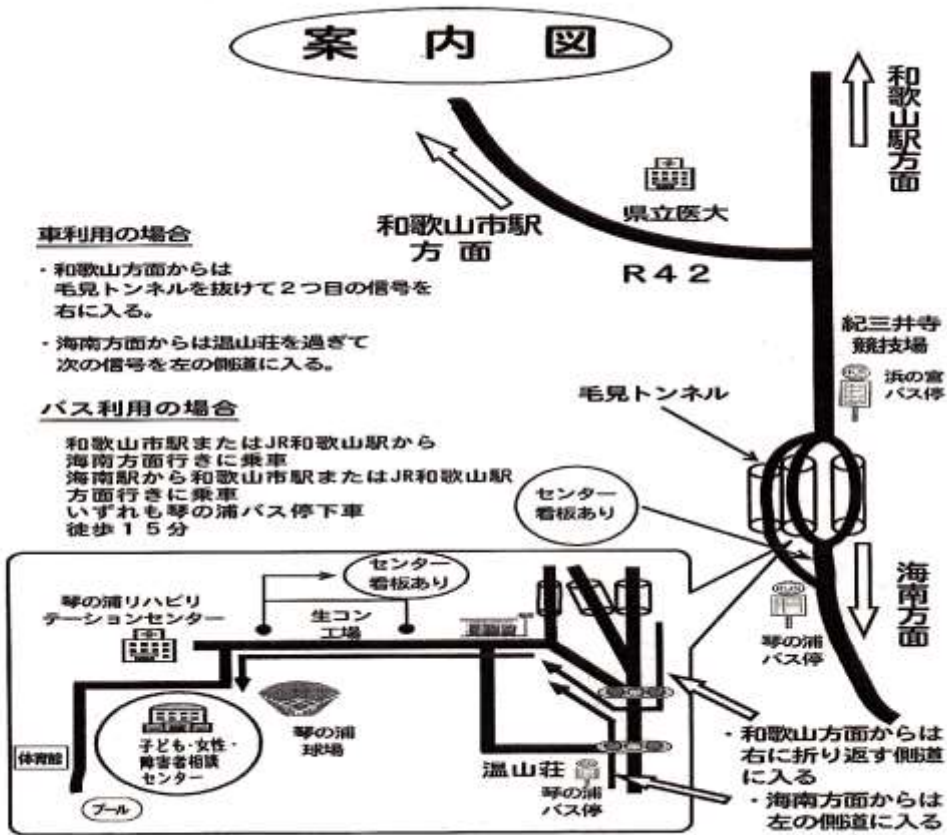 案内図
和歌山駅方面
県立医大
和歌山市駅
方面
R42
車利用の場合
・和歌山方面からは
毛見トンネルを抜けて2つ目の信号を
右に入る。
・海南方面からは温山荘を過ぎて
次の信号を左の側道に入る。
紀三井寺
競技場
浜の宮
バス停
毛見トンネル
バス利用の場合
和歌山市駅またはJR和歌山駅から
海南方面行きに乗車
海南駅から和歌山市駅またはJR和歌山駅
方面行きに乗車
いずれも琴の浦バス停下車
徒歩15分
センター
看板あり
海南方面
琴の浦
バス停
センター
看板あり
琴の浦リハビリ
テーションセンター
生コン
工場
琴の浦
球場
子ども・女性・
障害者相談
センター
体育館
プール
温山荘
琴の浦
バス停
・和歌山方面からは
右に折り返す側道
に入る
・海南方面からは
左の側道に入る